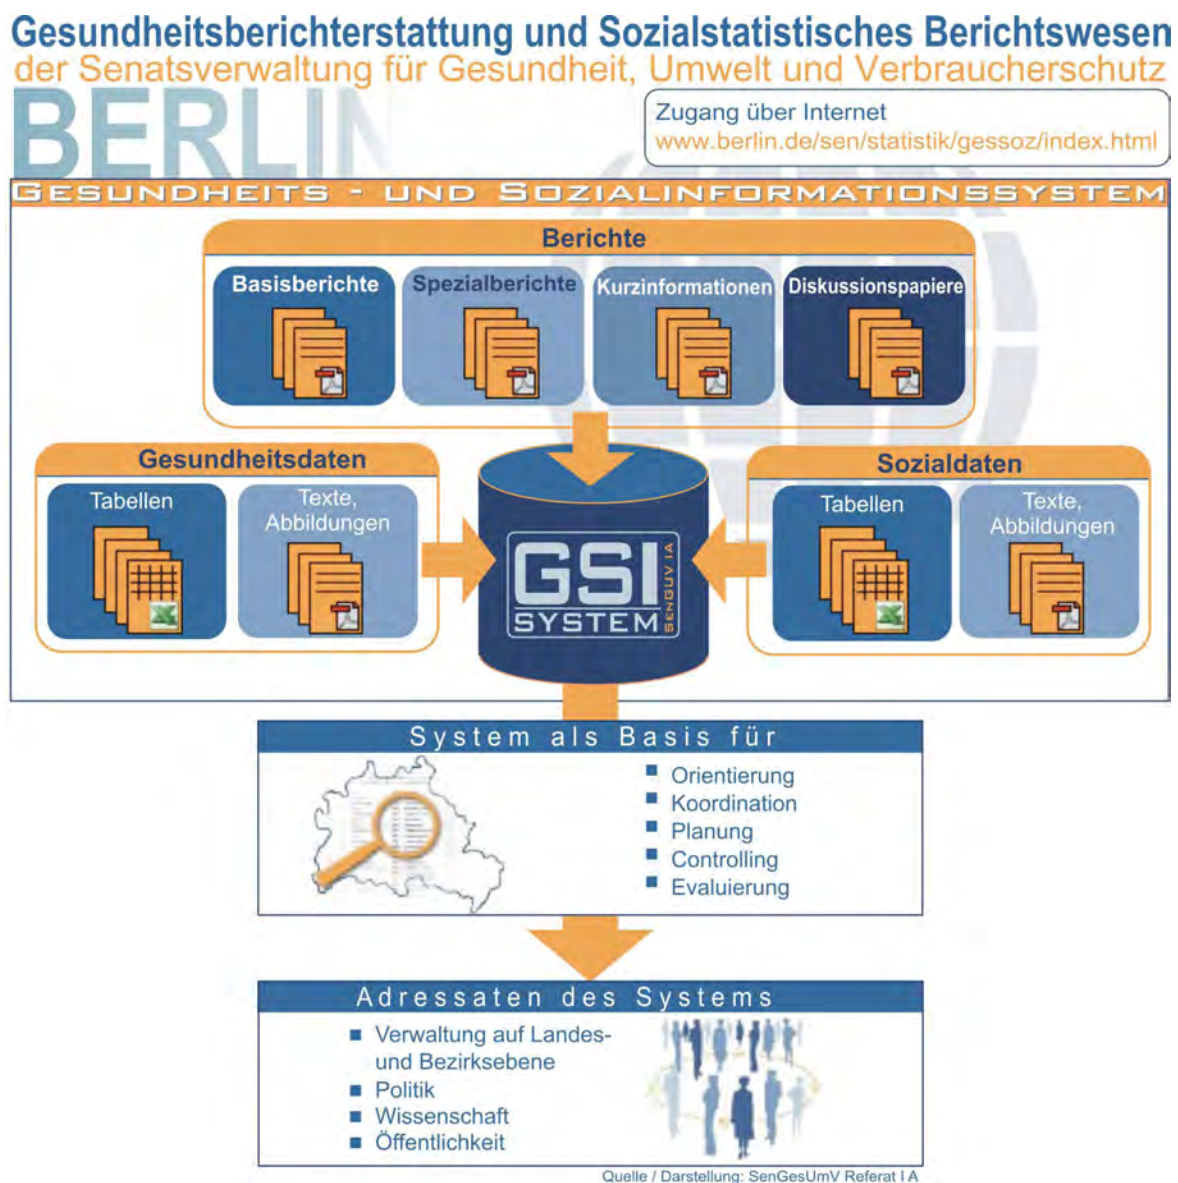 Gesundheitsberichterstattung und Sozialstatistisches Berichtswesen
der Senatsverwaltung für Gesundheit, Umwelt und Verbraucherschutz
BERLIN
Zugang über Internet
www.berlin.de/sen/statistik/gessoz/index.html
GESUNDHEITS - UND SOZIALINFORMATIONSSYSTEM
Berichte
Basisberichte
Spezialberichte
Kurzinformationen
Diskussionspapiere
Gesundheitsdaten
Tabellen
Texte,
Abbildungen
GSI
SYSTEM
SENGUV IA
Sozialdaten
Tabellen
Texte,
Abbildungen
System als Basis für
Orientierung
Koordination
Planung
Controlling
Evaluierung
Adressaten des Systems
Verwaltung auf Landes-
und Bezirksebene
Politik
Wissenschaft
Öffentlichkeit
Quelle / Darstellung: SenGesUmV Referat I A